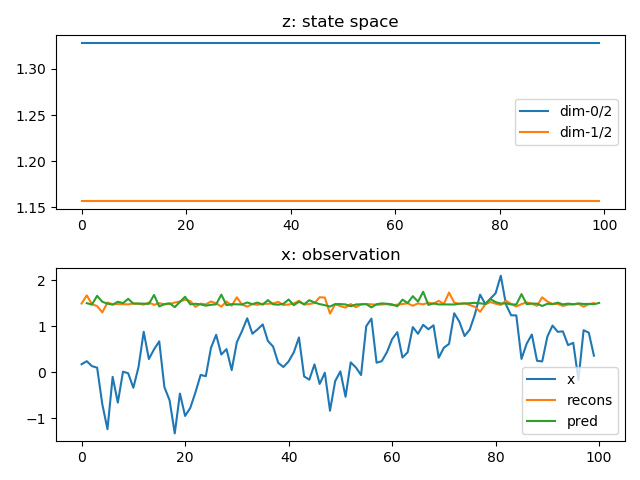 z: state space
1.30
1.25
1.20
1.15
dim-0/2
dim-1/2
0
20
40
60
80
100
x: observation
2
1
0
−1
x
recons
pred
0
20
40
60
80
100